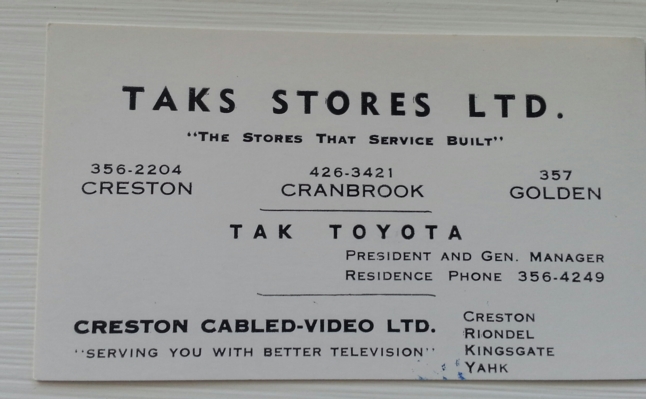 TAKS STORES LTD.
"THE STORES THAT SERVICE BUILT"
356-2204 426-3421 357
CRESTON CRANBROOK GOLDEN
TAK TOYOTA
PRESIDENT AND GEN. MANAGER
RESIDENCE PHONE 356-4249
CRESTON CABLED-VIDEO LTD.
"SERVING YOU WITH BETTER TELEVISION"
CRESTON
RIONDEL
KINGSGATE
YAHK